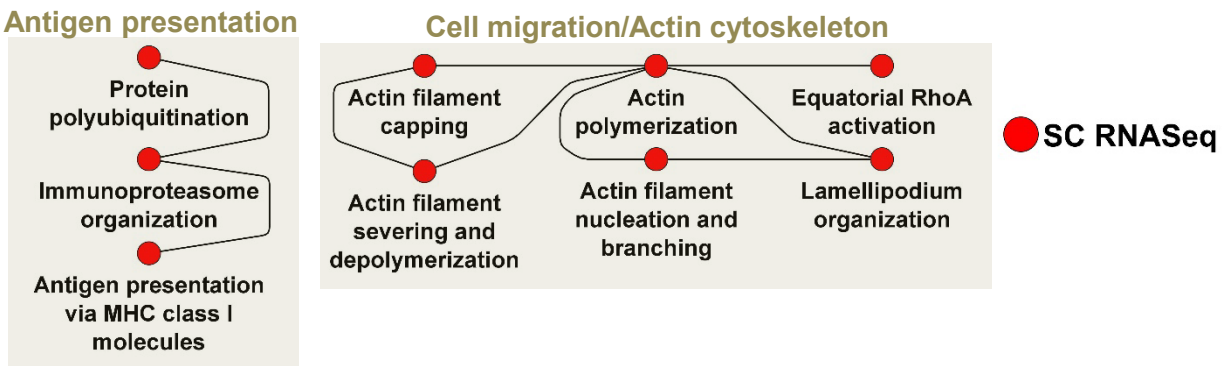 Antigen presentation
Protein
polyubiquitination
Immunoproteasome
organization
Antigen presentation
via MHC class I
molecules
Cell migration/Actin cytoskeleton
Actin filament
capping
Actin
polymerization
Equatorial RhoA
activation
Actin filament
severing and
depolymerization
Actin filament
nucleation and
branching
Lamellipodium
organization
SC RNASeq